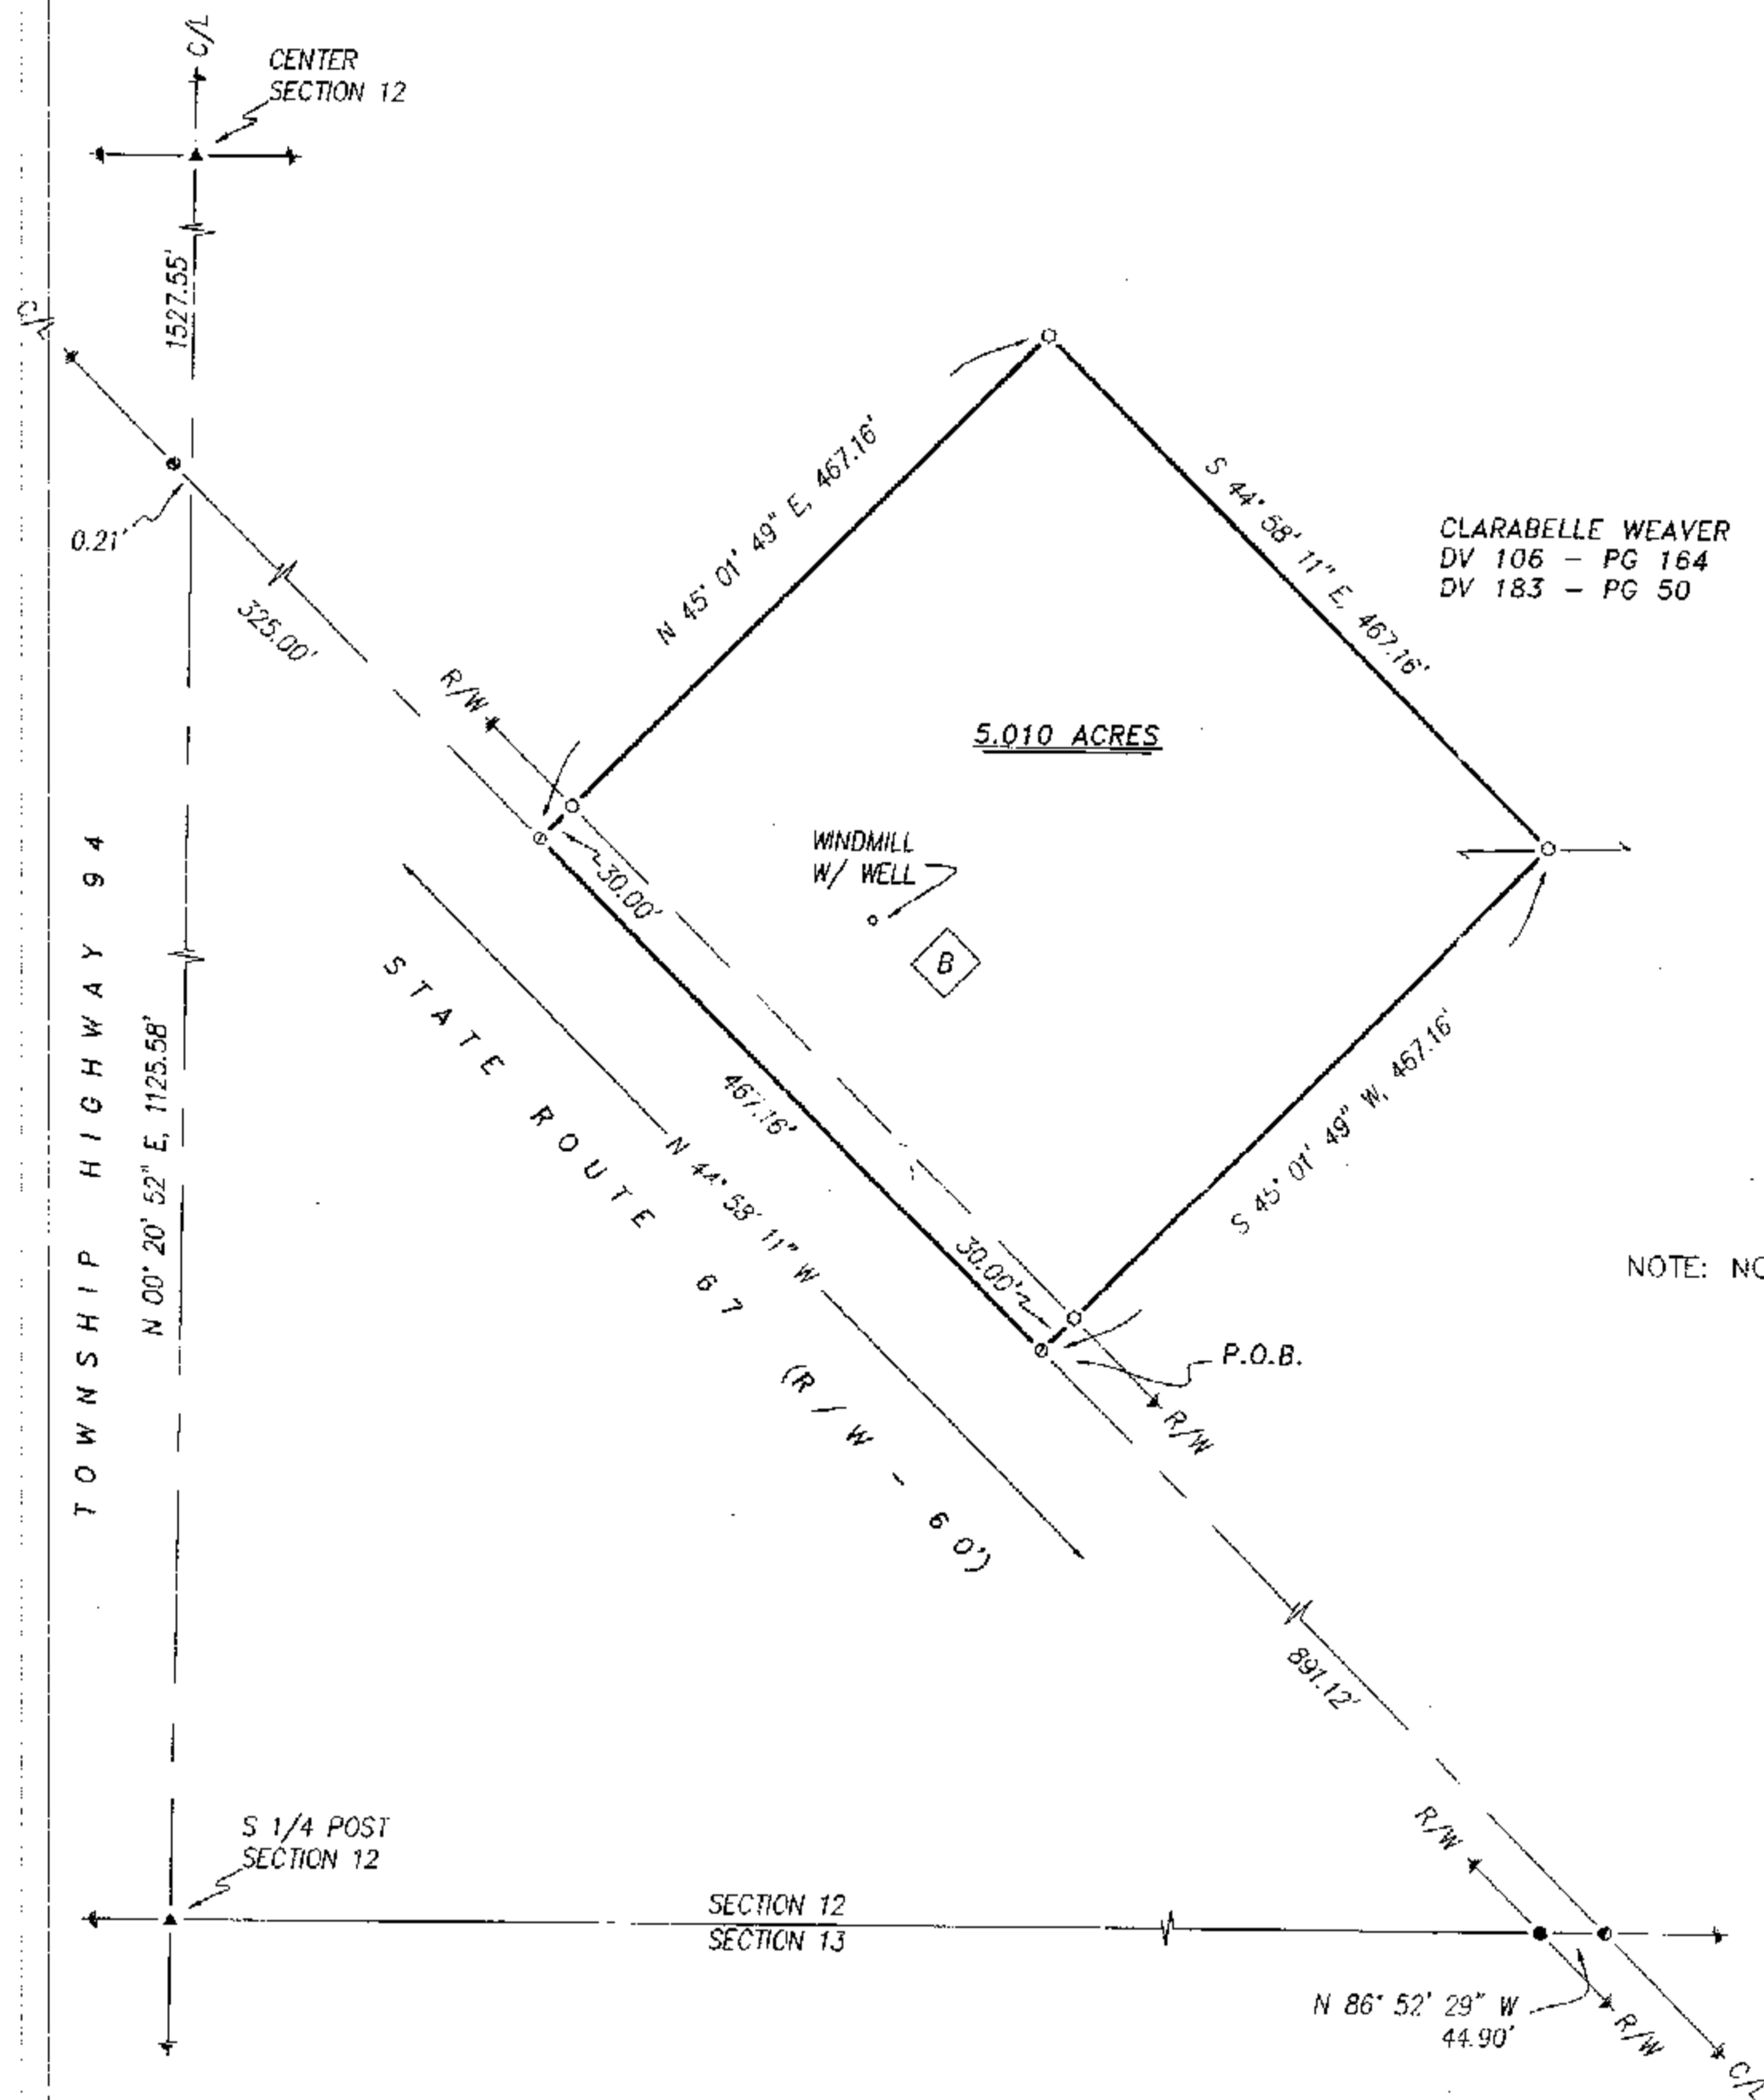 C/L
CENTER
SECTION 12
1527.55'
C/L
0.21'
325.00'
N 45° 01' 49" E, 467.16'
S 44° 58' 11" E, 467.16'
CLARABELLE WEAVER
DV 106 – PG 164
DV 183 – PG 50
R/W
5.010 ACRES
30.00'
WINDMILL
W/ WELL
B
TOWNSHIP HIGHWAY 94
N 00° 20' 52" E, 1125.58'
STATE ROUTE 67 (R/W - 60')
N 44° 58' 11" W
467.16'
S 45° 01' 49" W, 467.16'
30.00'
NOTE: NO
P.O.B.
R/W
891.12'
S 1/4 POST
SECTION 12
SECTION 12
SECTION 13
R/W
N 86° 52' 29" W
44.90'
R/W
C/L